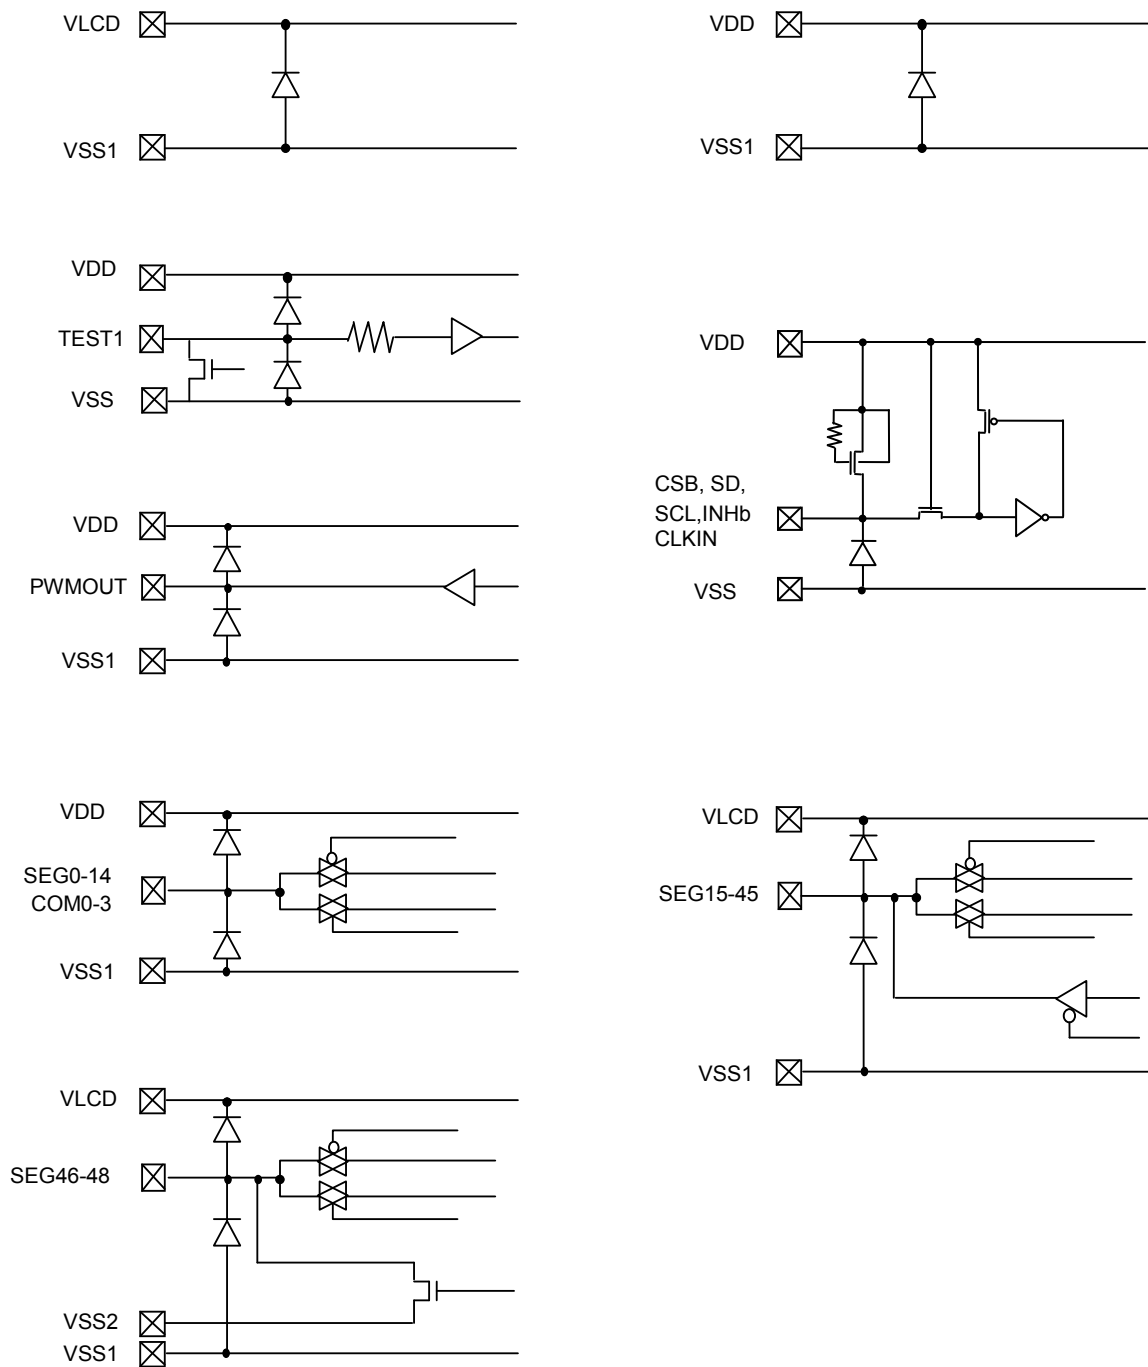 VLCD
VSS1
VDD
VSS1
VDD
TEST1
VSS
VDD
CSB, SD,
SCL,INHb
CLKIN
VSS
VDD
PWMOUT
VSS1
VDD
SEG0-14
COM0-3
VSS1
VLCD
SEG15-45
VSS1
VLCD
SEG46-48
VSS2
VSS1